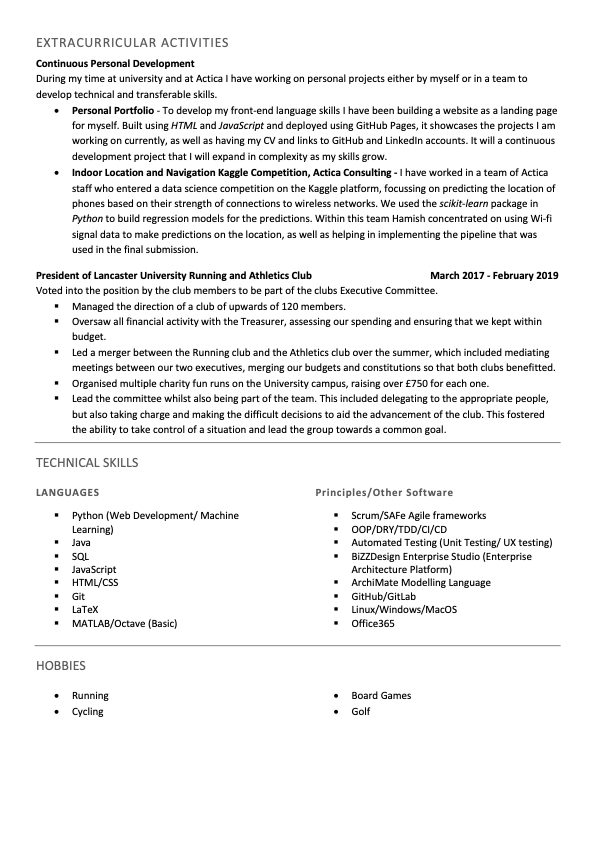 EXTRACURRICULAR ACTIVITIES
Continuous Personal Development
During my time at university and at Actica I have working on personal projects either by myself or in a team to
develop technical and transferable skills.
• Personal Portfolio - To develop my front-end language skills I have been building a website as a landing page
for myself. Built using HTML and JavaScript and deployed using GitHub Pages, it showcases the projects I am
working on currently, as well as having my CV and links to GitHub and LinkedIn accounts. It will a continuous
development project that I will expand in complexity as my skills grow.
• Indoor Location and Navigation Kaggle Competition, Actica Consulting - I have worked in a team of Actica
staff who entered a data science competition on the Kaggle platform, focussing on predicting the location of
phones based on their strength of connections to wireless networks. We used the scikit-learn package in
Python to build regression models for the predictions. Within this team Hamish concentrated on using Wi-fi
signal data to make predictions on the location, as well as helping in implementing the pipeline that was
used in the final submission.
President of Lancaster University Running and Athletics Club March 2017 - February 2019
Voted into the position by the club members to be part of the clubs Executive Committee.
▪ Managed the direction of a club of upwards of 120 members.
▪ Oversaw all financial activity with the Treasurer, assessing our spending and ensuring that we kept within
budget.
▪ Led a merger between the Running club and the Athletics club over the summer, which included mediating
meetings between our two executives, merging our budgets and constitutions so that both clubs benefitted.
▪ Organised multiple charity fun runs on the University campus, raising over £750 for each one.
▪ Lead the committee whilst also being part of the team. This included delegating to the appropriate people,
but also taking charge and making the difficult decisions to aid the advancement of the club. This fostered
the ability to take control of a situation and lead the group towards a common goal.
TECHNICAL SKILLS
LANGUAGES
▪ Python (Web Development/ Machine
Learning)
▪ Java
▪ SQL
▪ JavaScript
▪ HTML/CSS
▪ Git
▪ LaTeX
▪ MATLAB/Octave (Basic)
Principles/Other Software
▪ Scrum/SAFe Agile frameworks
▪ OOP/DRY/TDD/CI/CD
▪ Automated Testing (Unit Testing/ UX testing)
▪ BiZZDesign Enterprise Studio (Enterprise
Architecture Platform)
▪ ArchiMate Modelling Language
▪ GitHub/GitLab
▪ Linux/Windows/MacOS
▪ Office365
HOBBIES
• Running
• Cycling
• Board Games
• Golf